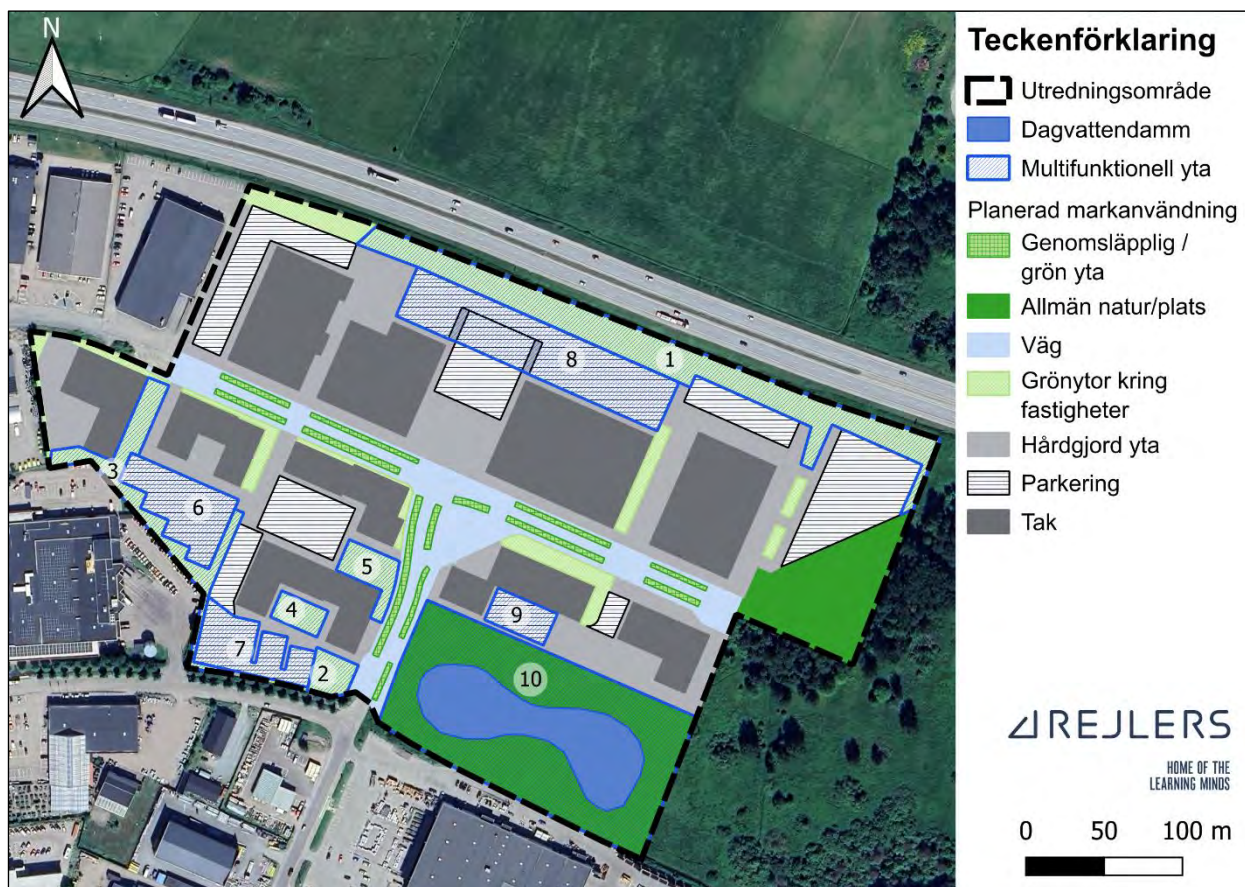 N
1
8
3
6
5
4
9
7
2
10
Teckenförklaring
Utredningsområde
Dagvattendamm
Multifunktionell yta
Planerad markanvändning
Genomsläpplig /
grön yta
Allmän natur/plats
Väg
Grönytor kring
fastigheter
Hårdgjord yta
Parkering
Tak
REJLERS
HOME OF THE
LEARNING MINDS
0 50 100 m